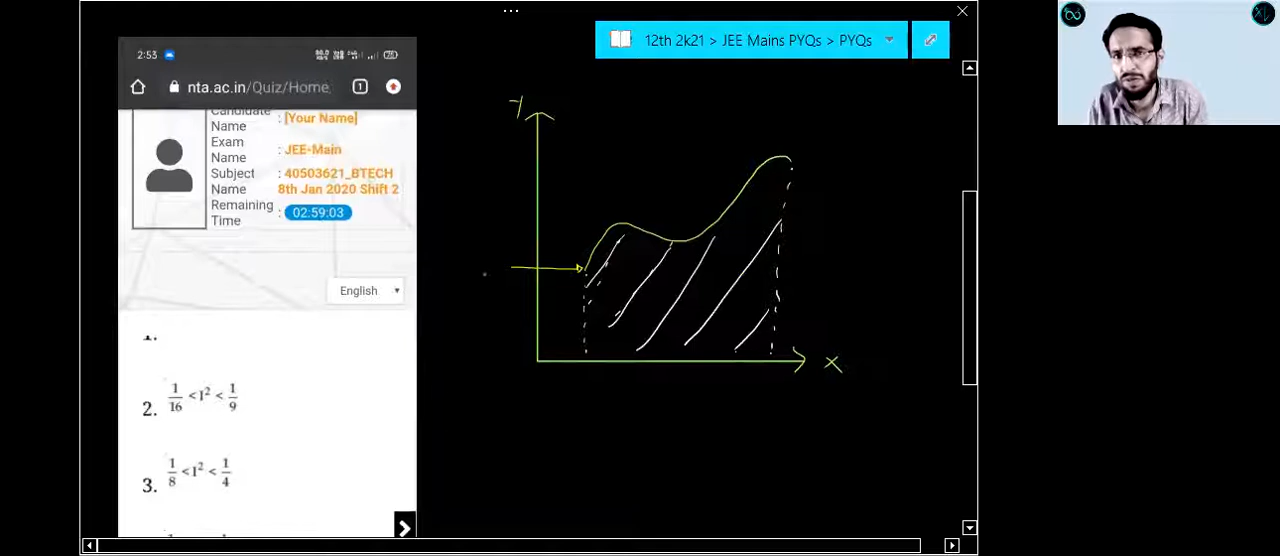 12th 2k21 > JEE Mains PYQs > PYQs
2:53
nta.ac.in/Quiz/Home
1
Candidate Name : [Your Name]
Exam Name : JEE-Main
Subject Name : 40503621_BTECH 8th Jan 2020 Shift 2
Remaining Time : 02:59:03
English
1.
2. 1/16 < I² < 1/9
3. 1/8 < I² < 1/4
Y
X